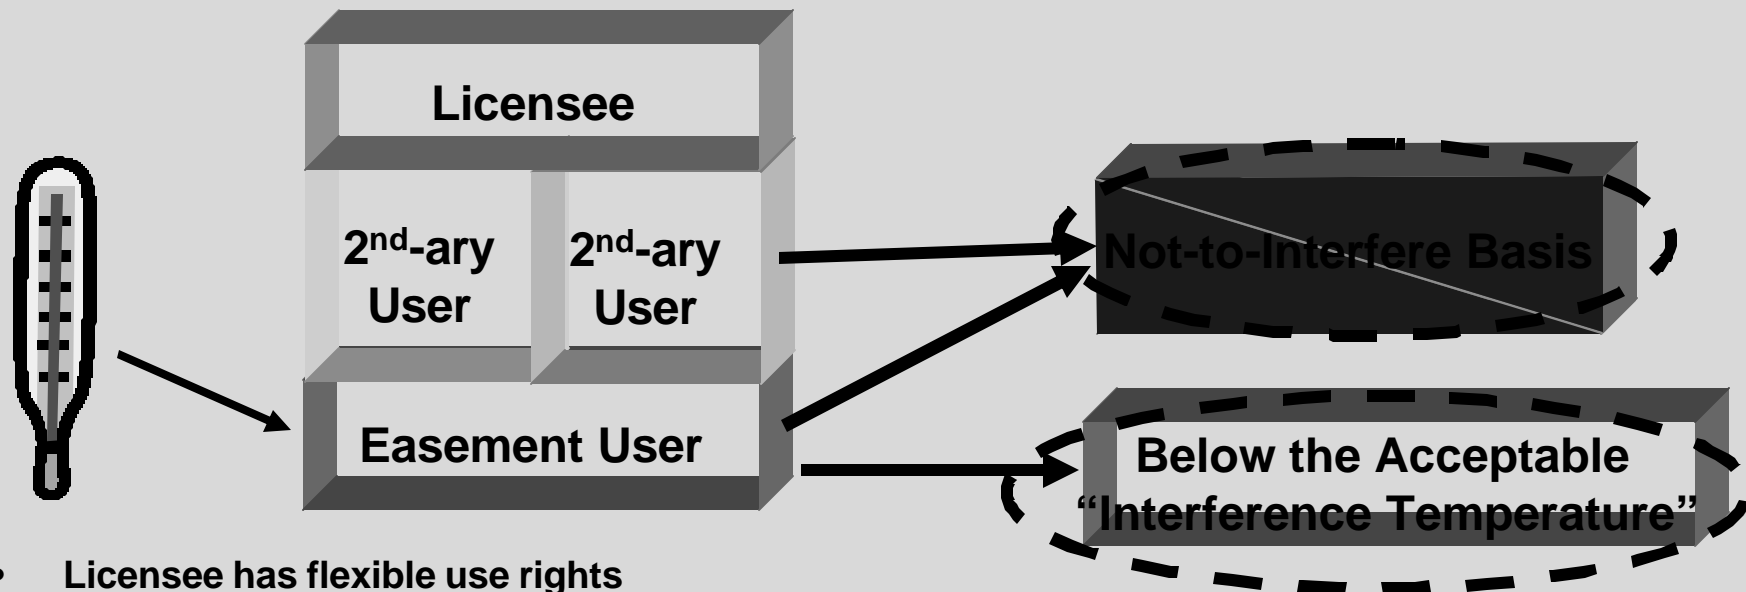 Licensee
2nd-ary
User
2nd-ary
User
Easement User
Not-to-Interfere Basis
Below the Acceptable
“Interference Temperature”
• Licensee has flexible use rights